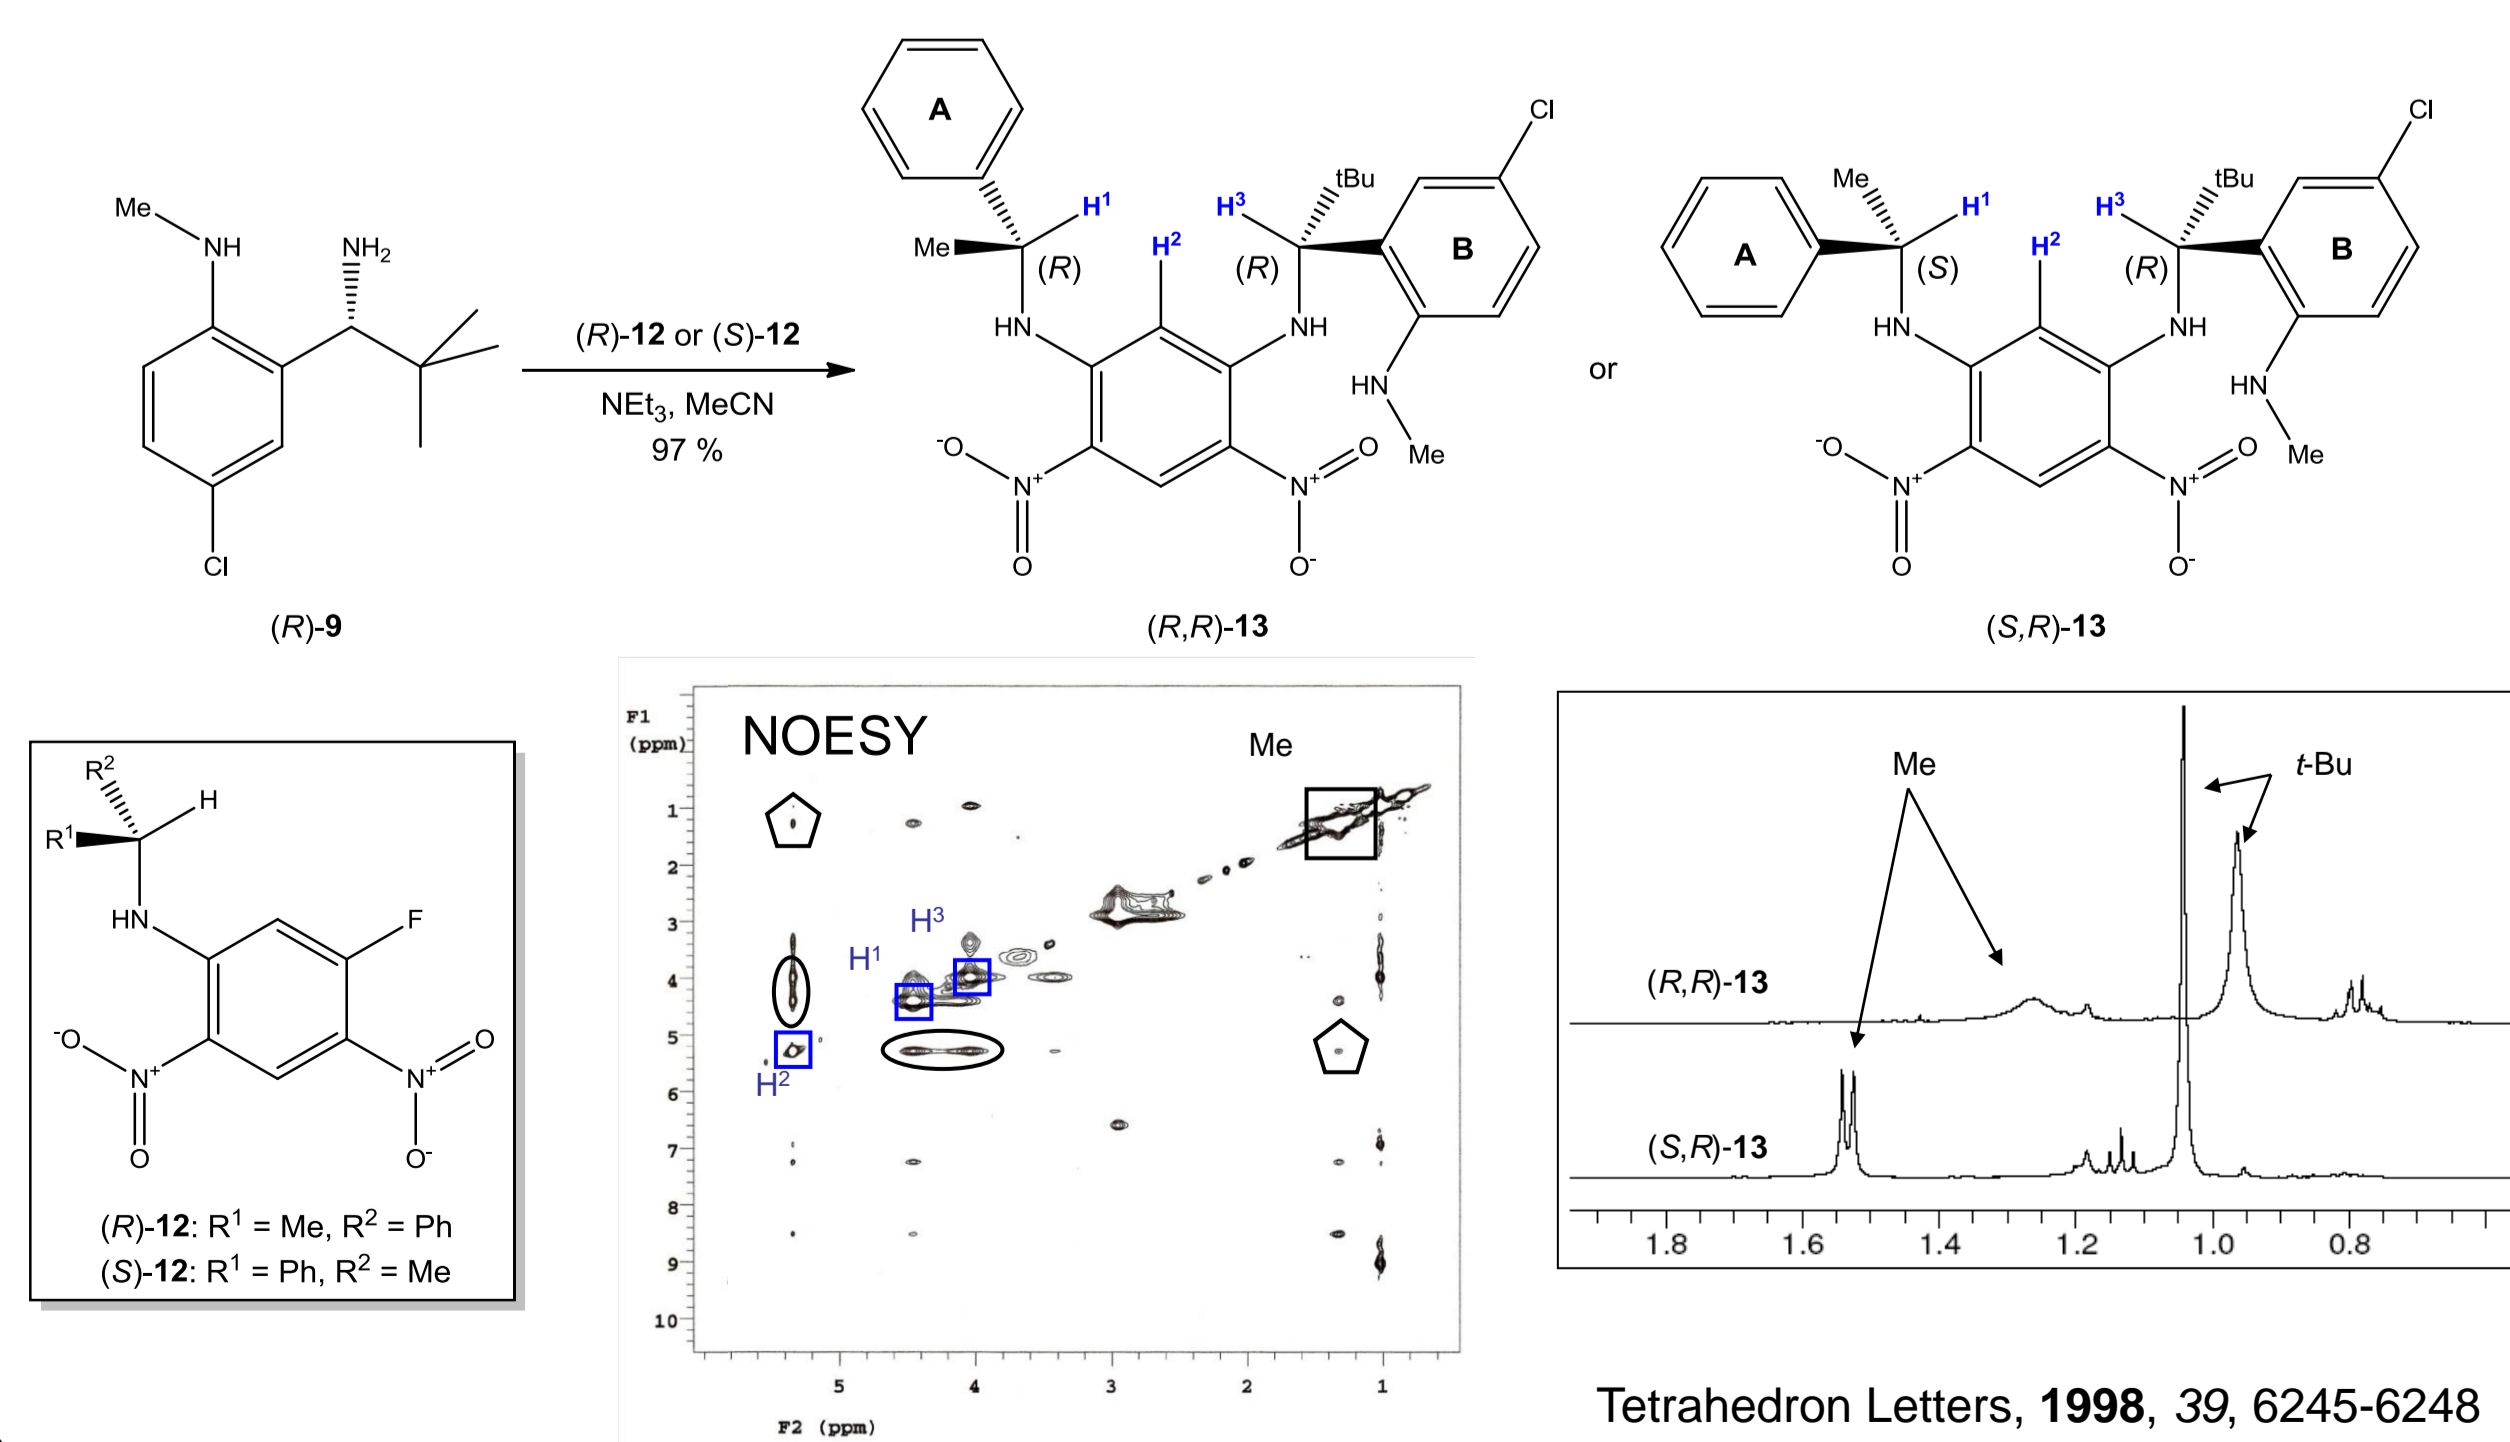 A
Cl
Me
NH
NH₂
Me
H¹
(R)
H²
H³
tBu
(R)
B
HN
NH
HN
Me
⁻O
N⁺
O
N⁺
O
O⁻
Cl
(R)-9
(R)-12 or (S)-12
NEt₃, MeCN
97 %
(R,R)-13
or
Cl
Me
H¹
A
(S)
H²
H³
tBu
(R)
B
HN
NH
HN
Me
⁻O
N⁺
O
N⁺
O
O⁻
(S,R)-13
R²
H
R¹
HN
F
⁻O
N⁺
O
N⁺
O
O⁻
(R)-12: R¹ = Me, R² = Ph
(S)-12: R¹ = Ph, R² = Me
F1
(ppm)
NOESY
Me
H³
H¹
H²
1
2
3
4
5
6
7
8
9
10
5 4 3 2 1
F2 (ppm)
Me
t-Bu
(R,R)-13
(S,R)-13
1.8 1.6 1.4 1.2 1.0 0.8
Tetrahedron Letters, 1998, 39, 6245-6248